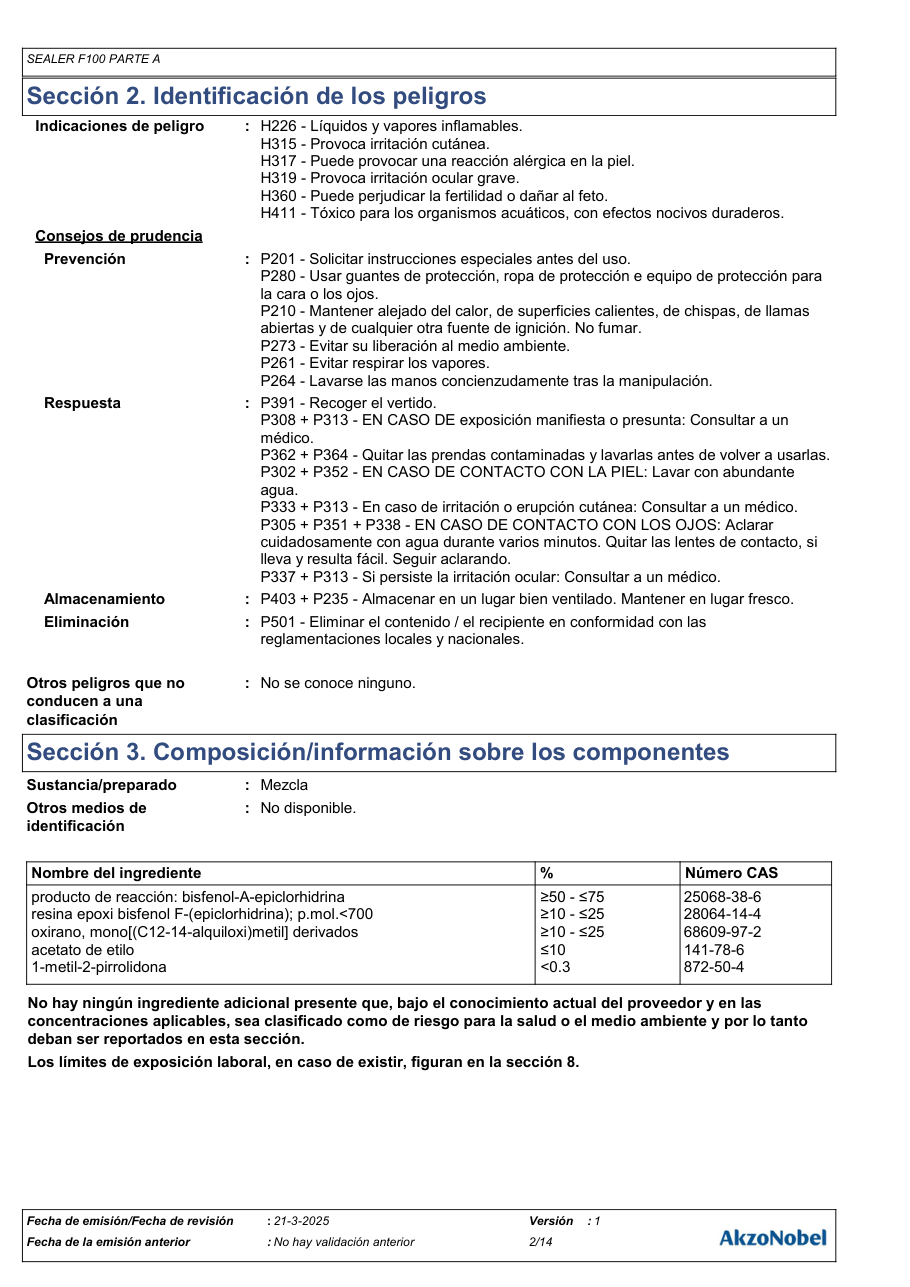 SEALER F100 PARTE A
Sección 2. Identificación de los peligros
Indicaciones de peligro : H226 - Líquidos y vapores inflamables.
H315 - Provoca irritación cutánea.
H317 - Puede provocar una reacción alérgica en la piel.
H319 - Provoca irritación ocular grave.
H360 - Puede perjudicar la fertilidad o dañar al feto.
H411 - Tóxico para los organismos acuáticos, con efectos nocivos duraderos.
Consejos de prudencia
Prevención : P201 - Solicitar instrucciones especiales antes del uso.
P280 - Usar guantes de protección, ropa de protección e equipo de protección para
la cara o los ojos.
P210 - Mantener alejado del calor, de superficies calientes, de chispas, de llamas
abiertas y de cualquier otra fuente de ignición. No fumar.
P273 - Evitar su liberación al medio ambiente.
P261 - Evitar respirar los vapores.
P264 - Lavarse las manos concienzudamente tras la manipulación.
Respuesta : P391 - Recoger el vertido.
P308 + P313 - EN CASO DE exposición manifiesta o presunta: Consultar a un
médico.
P362 + P364 - Quitar las prendas contaminadas y lavarlas antes de volver a usarlas.
P302 + P352 - EN CASO DE CONTACTO CON LA PIEL: Lavar con abundante
agua.
P333 + P313 - En caso de irritación o erupción cutánea: Consultar a un médico.
P305 + P351 + P338 - EN CASO DE CONTACTO CON LOS OJOS: Aclarar
cuidadosamente con agua durante varios minutos. Quitar las lentes de contacto, si
lleva y resulta fácil. Seguir aclarando.
P337 + P313 - Si persiste la irritación ocular: Consultar a un médico.
Almacenamiento : P403 + P235 - Almacenar en un lugar bien ventilado. Mantener en lugar fresco.
Eliminación : P501 - Eliminar el contenido / el recipiente en conformidad con las
reglamentaciones locales y nacionales.
Otros peligros que no : No se conoce ninguno.
conducen a una
clasificación
Sección 3. Composición/información sobre los componentes
Sustancia/preparado : Mezcla
Otros medios de : No disponible.
identificación
Nombre del ingrediente % Número CAS
producto de reacción: bisfenol-A-epiclorhidrina ≥50 - ≤75 25068-38-6
resina epoxi bisfenol F-(epiclorhidrina); p.mol.<700 ≥10 - ≤25 28064-14-4
oxirano, mono[(C12-14-alquiloxi)metil] derivados ≥10 - ≤25 68609-97-2
acetato de etilo ≤10 141-78-6
1-metil-2-pirrolidona <0.3 872-50-4
No hay ningún ingrediente adicional presente que, bajo el conocimiento actual del proveedor y en las
concentraciones aplicables, sea clasificado como de riesgo para la salud o el medio ambiente y por lo tanto
deban ser reportados en esta sección.
Los límites de exposición laboral, en caso de existir, figuran en la sección 8.
Fecha de emisión/Fecha de revisión : 21-3-2025 Versión : 1
Fecha de la emisión anterior : No hay validación anterior 2/14 AkzoNobel